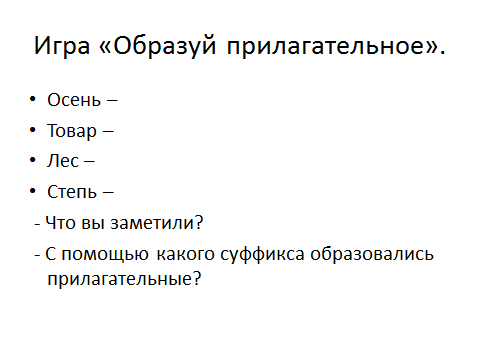 Игра «Образуй прилагательное».
• Осень –
• Товар –
• Лес –
• Степь –
- Что вы заметили?
- С помощью какого суффикса образовались
прилагательные?